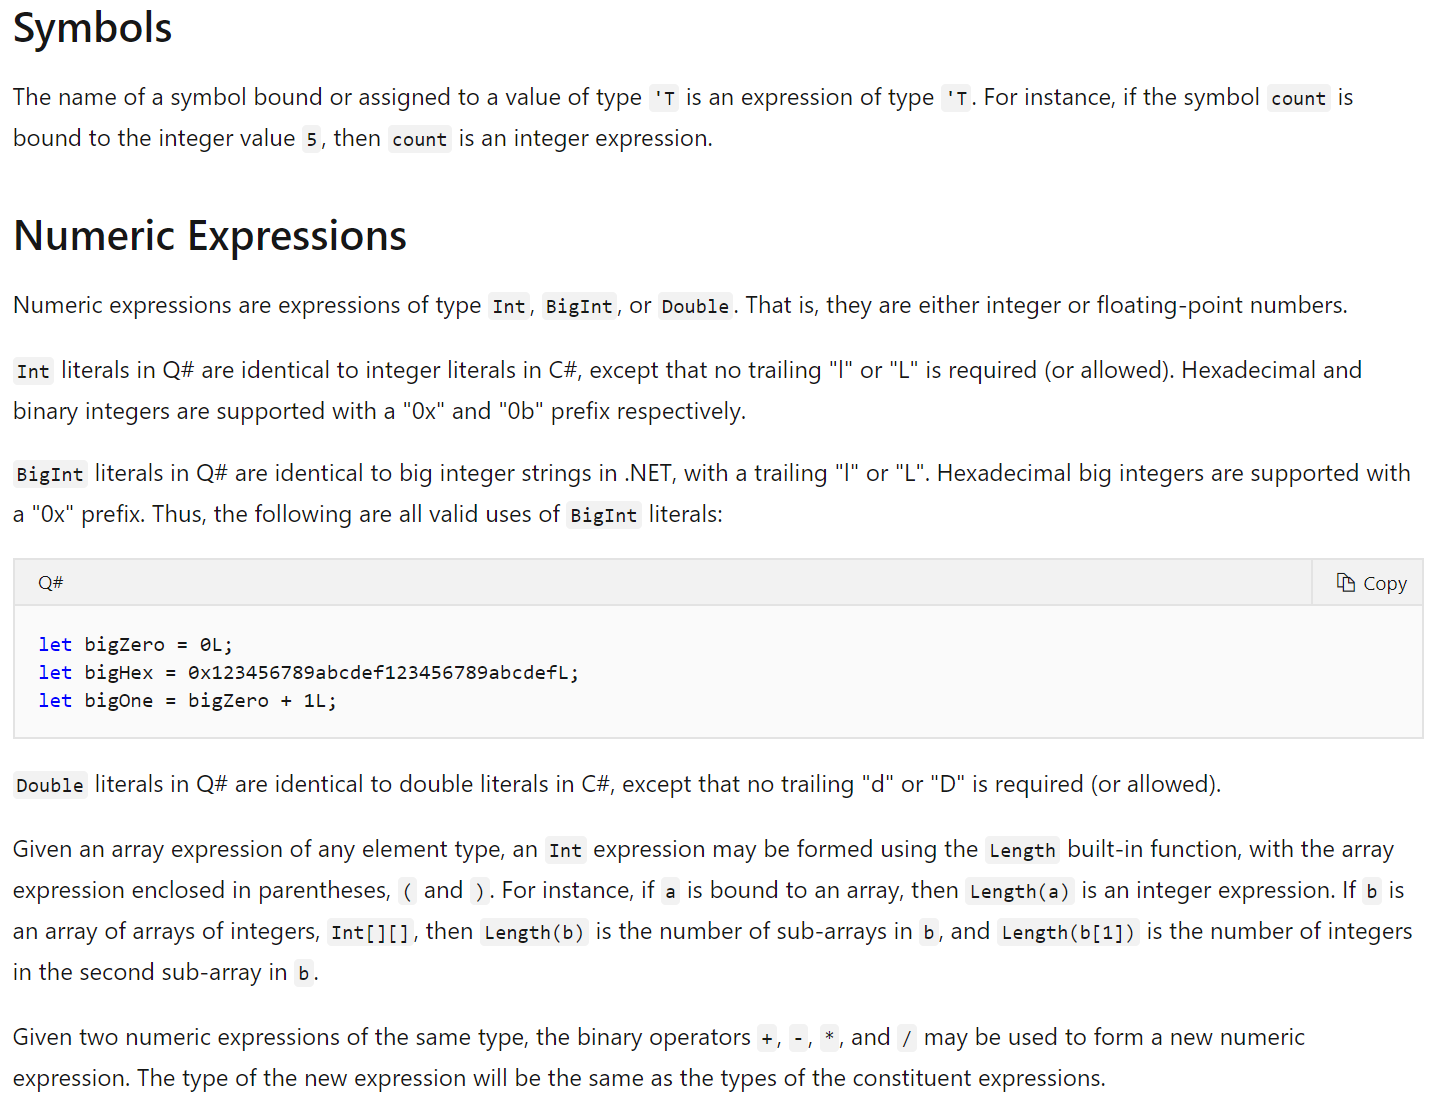 Symbols
The name of a symbol bound or assigned to a value of type 'T is an expression of type 'T. For instance, if the symbol count is
bound to the integer value 5, then count is an integer expression.
Numeric Expressions
Numeric expressions are expressions of type Int, BigInt, or Double. That is, they are either integer or floating-point numbers.
Int literals in Q# are identical to integer literals in C#, except that no trailing "l" or "L" is required (or allowed). Hexadecimal and
binary integers are supported with a "0x" and "0b" prefix respectively.
BigInt literals in Q# are identical to big integer strings in .NET, with a trailing "l" or "L". Hexadecimal big integers are supported with
a "0x" prefix. Thus, the following are all valid uses of BigInt literals:
Q# Copy
let bigZero = 0L;
let bigHex = 0x123456789abcdef123456789abcdefL;
let bigOne = bigZero + 1L;
Double literals in Q# are identical to double literals in C#, except that no trailing "d" or "D" is required (or allowed).
Given an array expression of any element type, an Int expression may be formed using the Length built-in function, with the array
expression enclosed in parentheses, ( and ). For instance, if a is bound to an array, then Length(a) is an integer expression. If b is
an array of arrays of integers, Int[][], then Length(b) is the number of sub-arrays in b, and Length(b[1]) is the number of integers
in the second sub-array in b.
Given two numeric expressions of the same type, the binary operators +, -, *, and / may be used to form a new numeric
expression. The type of the new expression will be the same as the types of the constituent expressions.